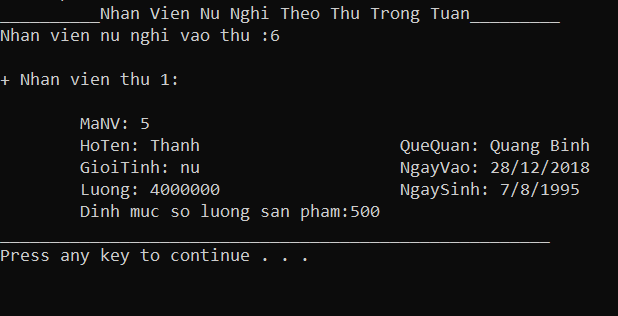 __________Nhan Vien Nu Nghi Theo Thu Trong Tuan_________
Nhan vien nu nghi vao thu :6
+ Nhan vien thu 1:
MaNV: 5
HoTen: Thanh QueQuan: Quang Binh
GioiTinh: nu NgayVao: 28/12/2018
Luong: 4000000 NgaySinh: 7/8/1995
Dinh muc so luong san pham:500
_______________________________________________________
Press any key to continue . . .